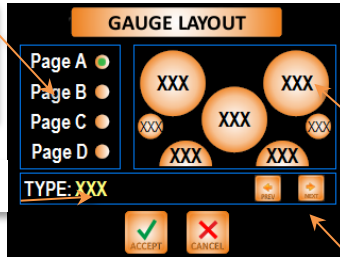 GAUGE LAYOUT
Page A
Page B
Page C
Page D
XXX
XXX
XXX
XXX
XXX
XXX
XXX
TYPE: XXX
PREV
NEXT
ACCEPT
CANCEL